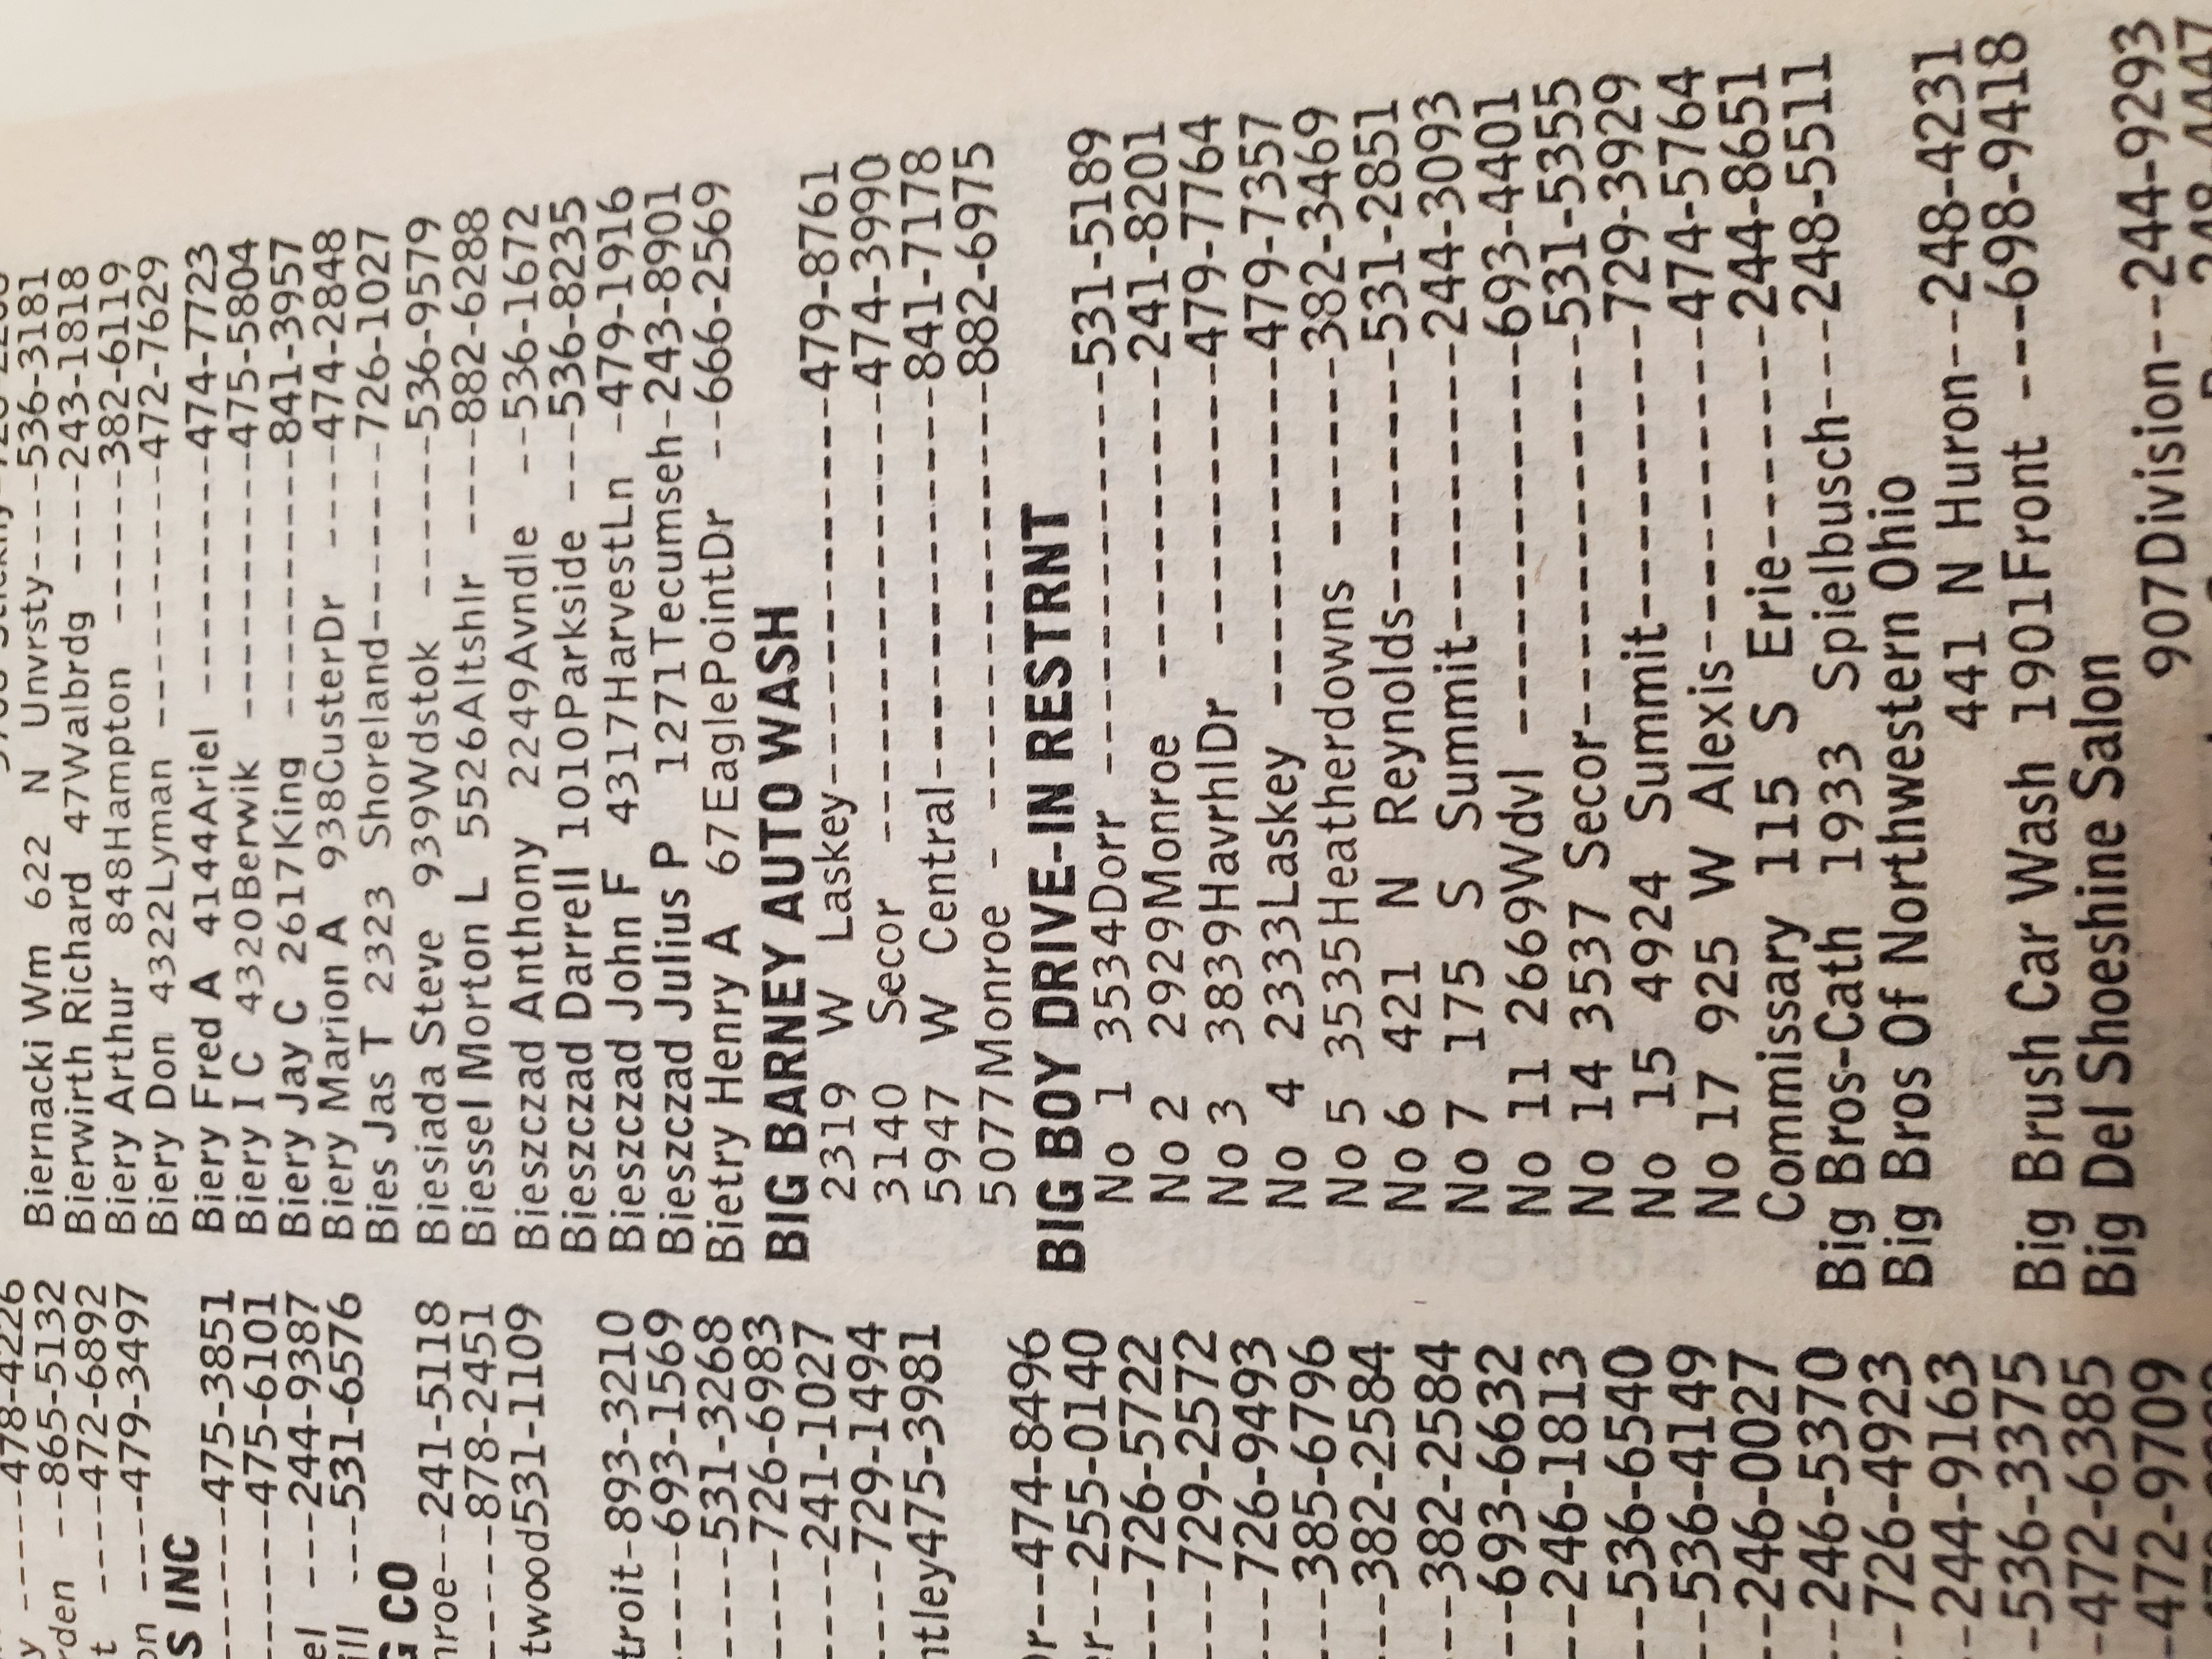 478-4226
rden --865-5132
t ----472-6892
on ----479-3497
S INC
------475-3851
------475-6101
el ---244-9387
ill ---531-6576
G CO
nroe--241-5118
-----878-2451
twood531-1109
troit-893-3210
-----693-1569
-----531-3268
-----726-6983
-----241-1027
-----729-1494
ntley475-3981
or---474-8496
er---255-0140
----726-5722
----729-2572
----726-9493
----385-6796
----382-2584
----382-2584
---693-6632
---246-1813
---536-6540
---536-4149
---246-0027
---246-5370
--726-4923
--244-9163
-536-3375
-472-6385
-472-9709
Biernacki Wm 622 N Unvrsty----536-3181
Bierwirth Richard 47Walbrdg ----243-1818
Biery Arthur 848Hampton ------382-6119
Biery Don 4322Lyman -----------472-7629
Biery Fred A 4144Ariel -----------474-7723
Biery I C 4320Berwik ------------475-5804
Biery Jay C 2617King ------------841-3957
Biery Marion A 938CusterDr ----474-2848
Bies Jas T 2323 Shoreland-------726-1027
Biesiada Steve 939Wdstok ------536-9579
Biessel Morton L 5526Altshlr ----882-6288
Bieszczad Anthony 2249Avndle --536-1672
Bieszczad Darrell 1010Parkside ---536-8235
Bieszczad John F 4317HarvestLn -479-1916
Bieszczad Julius P 1271Tecumseh-243-8901
Bietry Henry A 67EaglePointDr --666-2569
BIG BARNEY AUTO WASH
2319 W Laskey-----------------479-8761
3140 Secor -------------------474-3990
5947 W Central----------------841-7178
5077Monroe - -----------------882-6975
BIG BOY DRIVE-IN RESTRNT
No 1 3534Dorr ---------------531-5189
No 2 2929Monroe ------------241-8201
No 3 3839HavrhlDr ----------479-7764
No 4 2333Laskey -------------479-7357
No 5 3535Heatherdowns ------382-3469
No 6 421 N Reynolds---------531-2851
No 7 175 S Summit-----------244-3093
No 11 2669Wdvl --------------693-4401
No 14 3537 Secor-------------531-5355
No 15 4924 Summit-----------729-3929
No 17 925 W Alexis-----------474-5764
Commissary 115 S Erie--------244-8651
Big Bros-Cath 1933 Spielbusch---248-5511
Big Bros Of Northwestern Ohio
441 N Huron--248-4231
Big Brush Car Wash 1901Front ---698-9418
Big Del Shoeshine Salon
907Division--244-9293